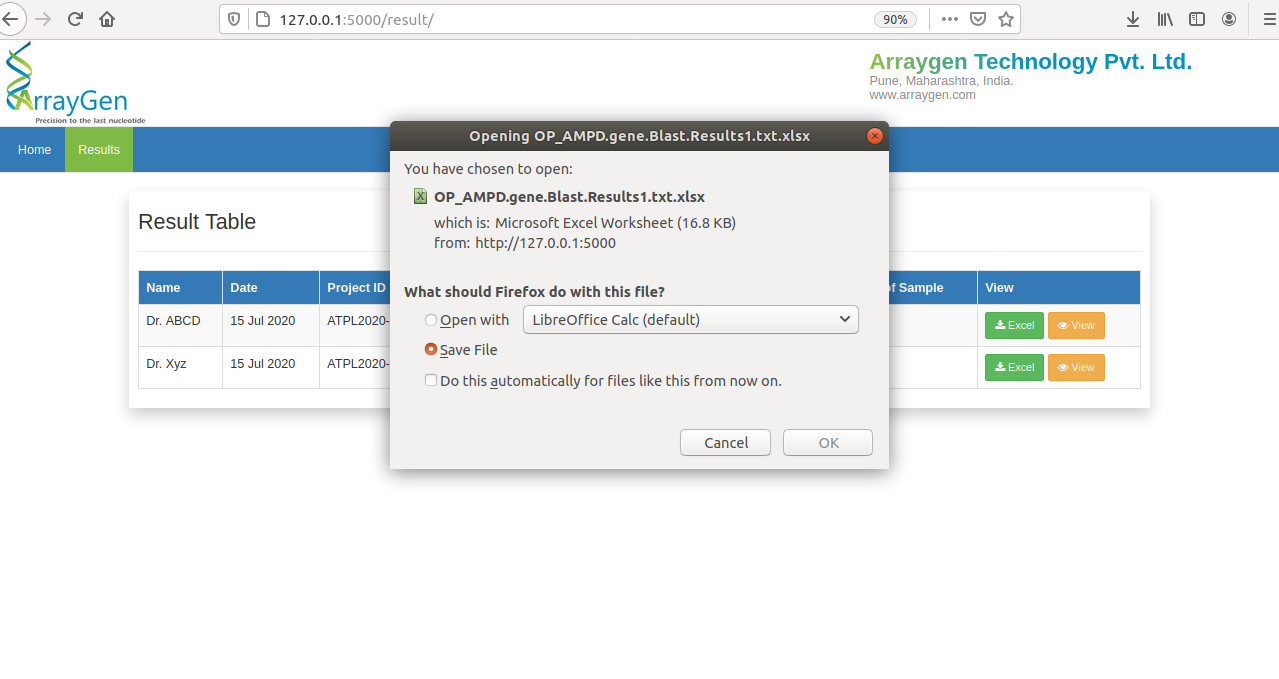 127.0.0.1:5000/result/
90%
ArrayGen
Precision to the last nucleotide
Arraygen Technology Pvt. Ltd.
Pune, Maharashtra, India.
www.arraygen.com
Home Results
Opening OP_AMPD.gene.Blast.Results1.txt.xlsx
You have chosen to open:
OP_AMPD.gene.Blast.Results1.txt.xlsx
which is: Microsoft Excel Worksheet (16.8 KB)
from: http://127.0.0.1:5000
What should Firefox do with this file?
Open with LibreOffice Calc (default)
Save File
Do this automatically for files like this from now on.
Cancel OK
Result Table
Name Date Project ID of Sample View
Dr. ABCD 15 Jul 2020 ATPL2020- Excel View
Dr. Xyz 15 Jul 2020 ATPL2020- Excel View